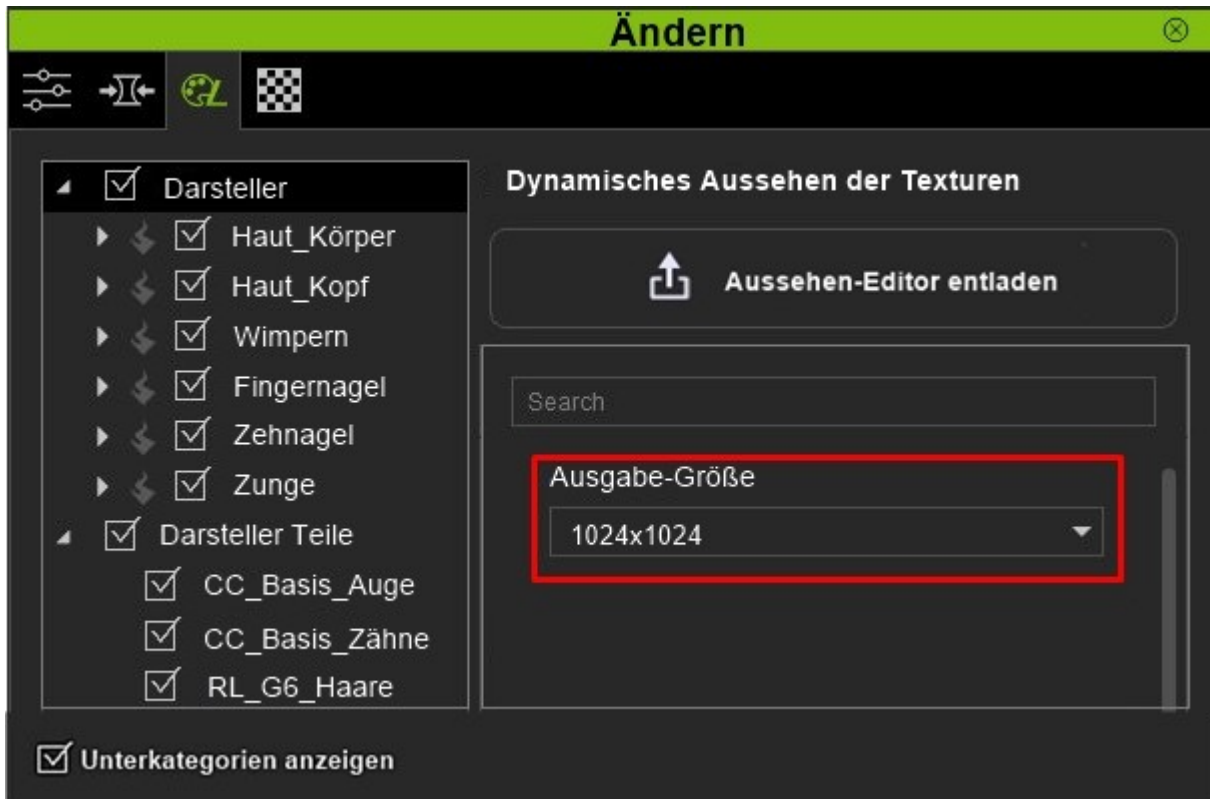 Ändern
Darsteller
Haut_Körper
Haut_Kopf
Wimpern
Fingernagel
Zehnagel
Zunge
Darsteller Teile
CC_Basis_Auge
CC_Basis_Zähne
RL_G6_Haare
Unterkategorien anzeigen
Dynamisches Aussehen der Texturen
Aussehen-Editor entladen
Search
Ausgabe-Größe
1024x1024